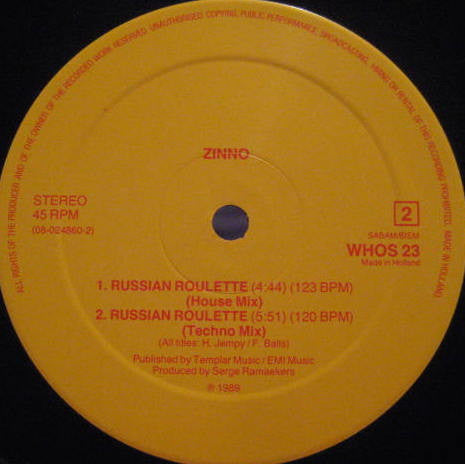 ALL RIGHTS OF THE PRODUCER AND OF THE OWNER OF THE RECORDED WORK RESERVED. UNAUTHORISED COPYING, PUBLIC PERFORMANCE, BROADCASTING, HIRING OR RENTAL OF THIS RECORD PROHIBITED. MADE IN HOLLAND
ZINNO
STEREO
45 RPM
(08-024860-2)
2
SABAM/BIEM
WHOS 23
Made in Holland
1. RUSSIAN ROULETTE (4:44) (123 BPM)
(House Mix)
2. RUSSIAN ROULETTE (5:51) (120 BPM)
(Techno Mix)
(All titles: H. Jempy / F. Balts)
Published by Templar Music / EMI Music
Produced by Serge Ramaekers
℗ 1989